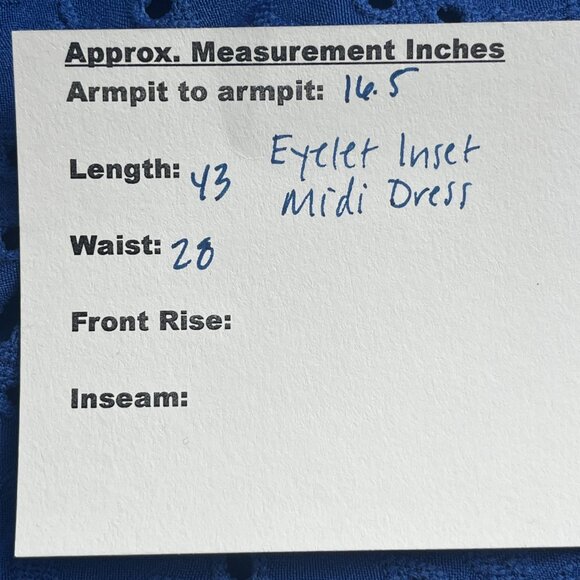 Approx. Measurement Inches
Armpit to armpit: 16.5
Length: 43
Eyelet Inset
Midi Dress
Waist: 28
Front Rise:
Inseam: